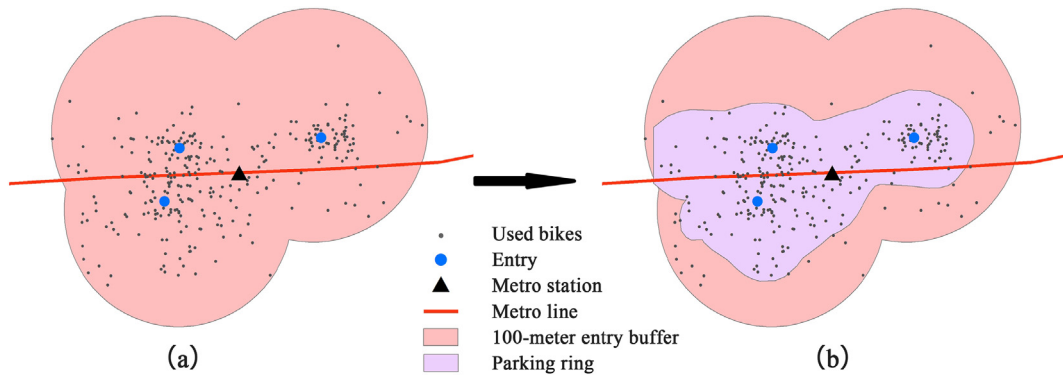 Used bikes
Entry
Metro station
Metro line
100-meter entry buffer
Parking ring
(a)
(b)